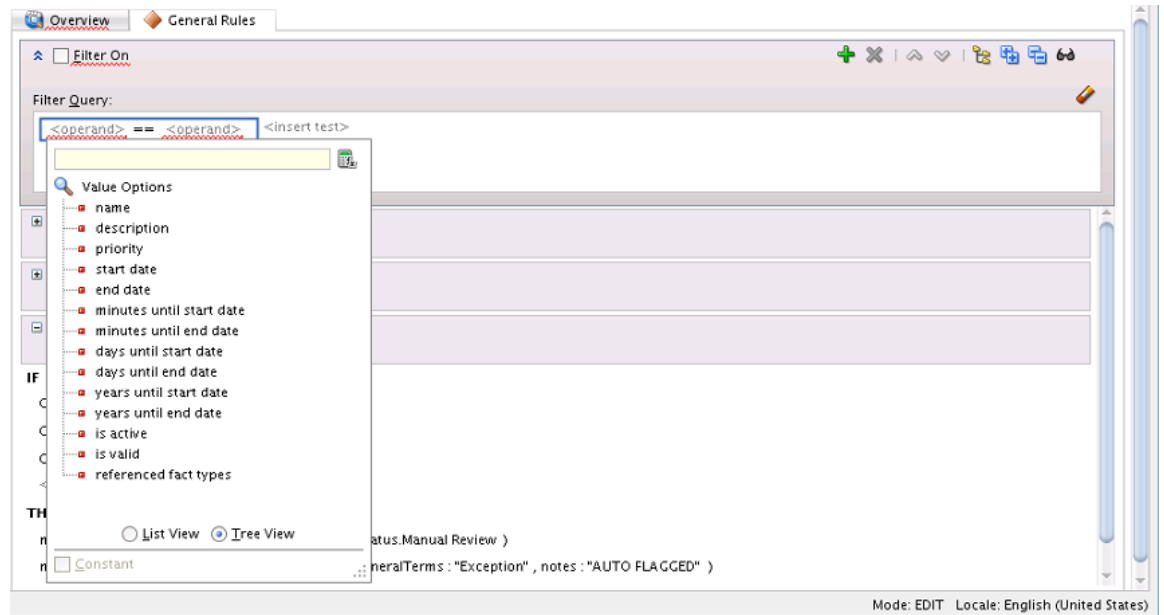 Overview General Rules
Filter On
Filter Query:
<operand> == <operand> <insert test>
Value Options
name
description
priority
start date
end date
minutes until start date
minutes until end date
days until start date
days until end date
years until start date
years until end date
is active
is valid
referenced fact types
IF
TH
List View Tree View
atus.Manual Review )
Constant
neralTerms : "Exception" , notes : "AUTO FLAGGED" )
Mode: EDIT Locale: English (United States)